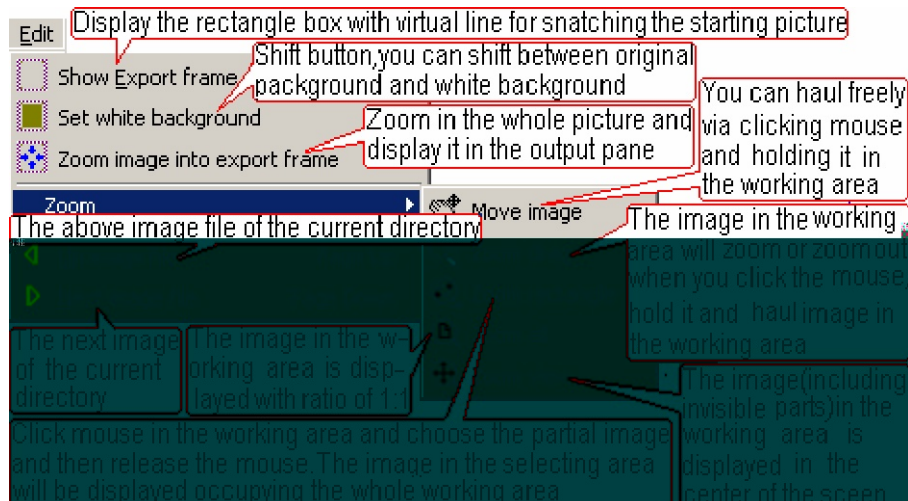 Edit
Display the rectangle box with virtual line for snatching the starting picture
Show Export frame
Shift button,you can shift between original
packground and white background
Set white background
Zoom in the whole picture and
display it in the output pane
Zoom image into export frame
You can haul freely
via clicking mouse
and holding it in
the working area
Zoom
Move image
The above image file of the current directory
The image in the working
area will zoom or zoom out
when you click the mouse,
hold it and haul image in
the working area
The next image
of the current
directory
The image in the w-
orking area is disp-
layed with ratio of 1:1
The image(including
invisible parts)in the
working area is
displayed in the
center of the sceen
Click mouse in the working area and choose the partial image
and then release the mouse.The image in the selecting area
will be displayed occupying the whole working area